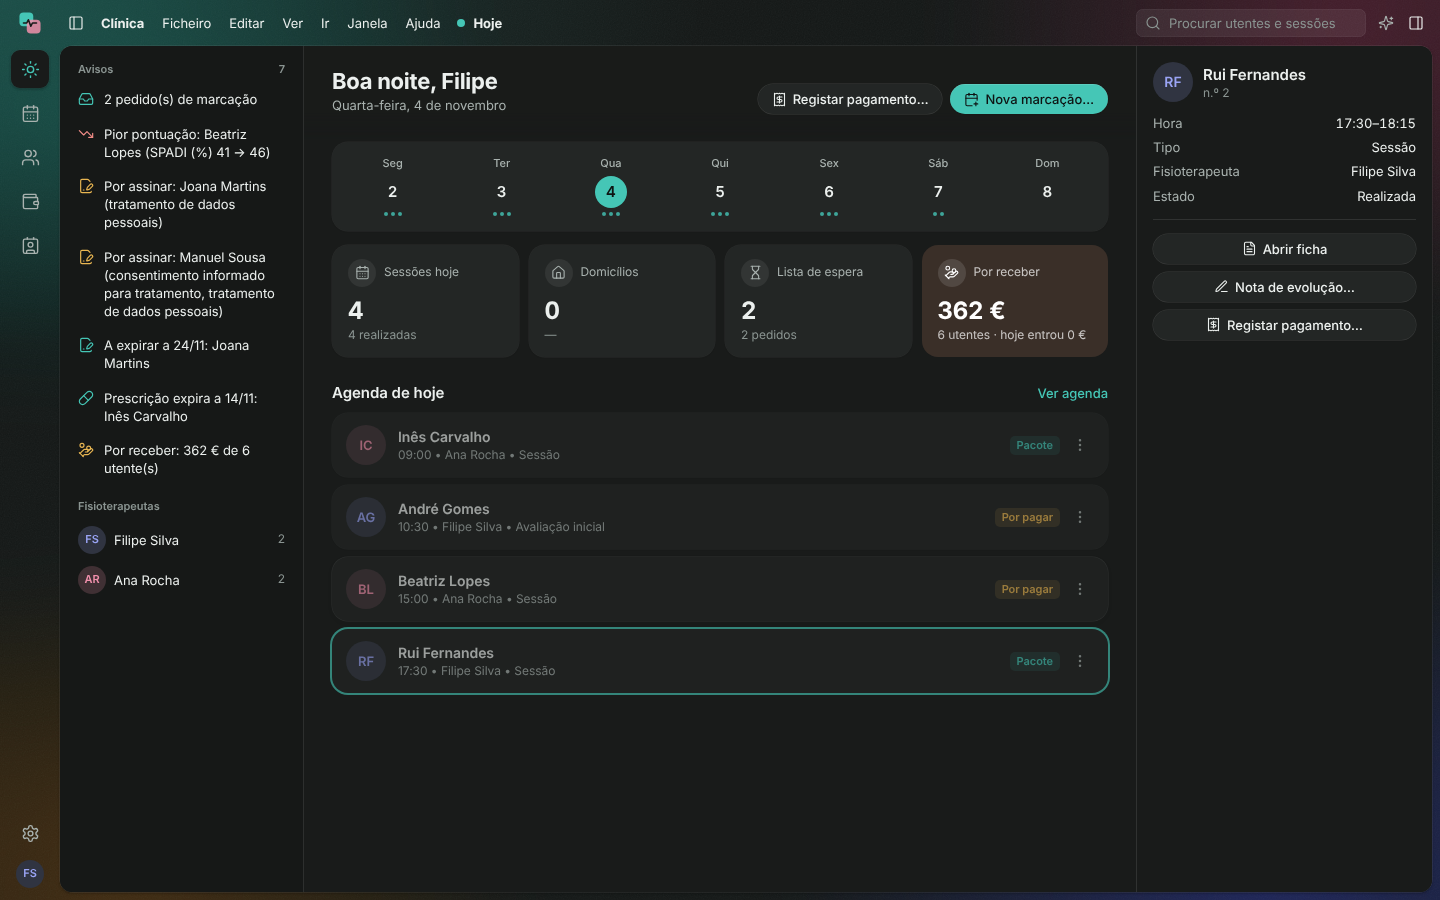 Clínica Ficheiro Editar Ver Ir Janela Ajuda Hoje
Procurar utentes e sessões
Avisos 7
2 pedido(s) de marcação
Pior pontuação: Beatriz
Lopes (SPADI (%) 41 → 46)
Por assinar: Joana Martins
(tratamento de dados
pessoais)
Por assinar: Manuel Sousa
(consentimento informado
para tratamento, tratamento
de dados pessoais)
A expirar a 24/11: Joana
Martins
Prescrição expira a 14/11:
Inês Carvalho
Por receber: 362 € de 6
utente(s)
Fisioterapeutas
FS Filipe Silva 2
AR Ana Rocha 2
FS
Boa noite, Filipe
Quarta-feira, 4 de novembro
Registar pagamento...
Nova marcação...
Seg Ter Qua Qui Sex Sáb Dom
2 3 4 5 6 7 8
Sessões hoje
4
4 realizadas
Domicílios
0
—
Lista de espera
2
2 pedidos
Por receber
362 €
6 utentes · hoje entrou 0 €
Agenda de hoje
Ver agenda
IC
Inês Carvalho
09:00 • Ana Rocha • Sessão
Pacote
AG
André Gomes
10:30 • Filipe Silva • Avaliação inicial
Por pagar
BL
Beatriz Lopes
15:00 • Ana Rocha • Sessão
Por pagar
RF
Rui Fernandes
17:30 • Filipe Silva • Sessão
Pacote
RF
Rui Fernandes
n.º 2
Hora 17:30–18:15
Tipo Sessão
Fisioterapeuta Filipe Silva
Estado Realizada
Abrir ficha
Nota de evolução...
Registar pagamento...